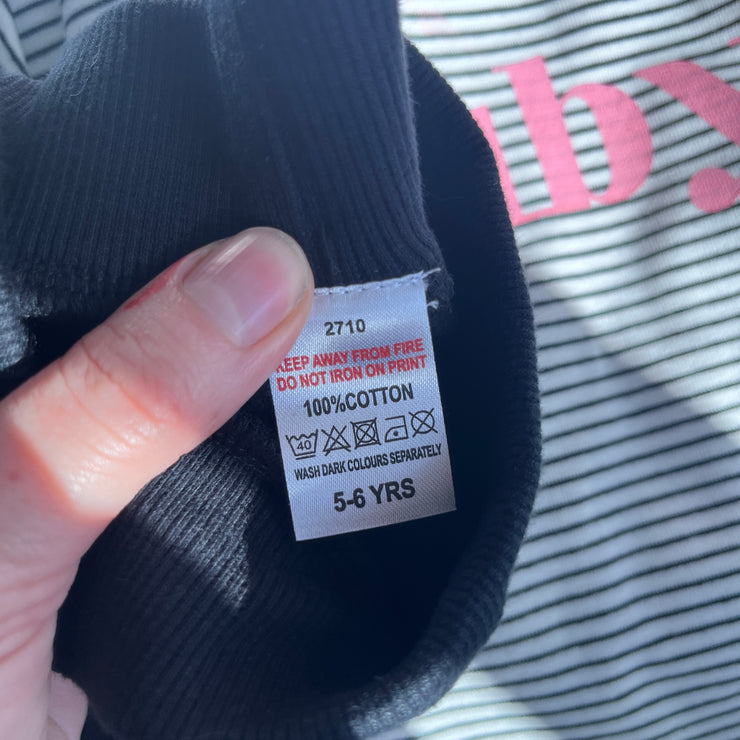 2710
KEEP AWAY FROM FIRE
DO NOT IRON ON PRINT
100%COTTON
40
WASH DARK COLOURS SEPARATELY
5-6 YRS